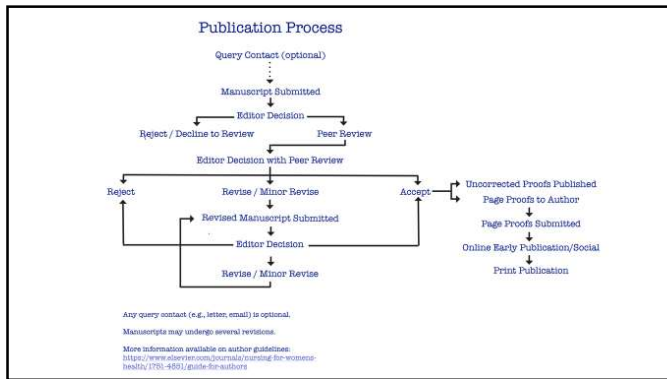 Publication Process
Query Contact (optional)
Manuscript Submitted
Editor Decision
Reject / Decline to Review
Peer Review
Editor Decision with Peer Review
Reject
Revise / Minor Revise
Accept
Uncorrected Proofs Published
Page Proofs to Author
Revised Manuscript Submitted
Page Proofs Submitted
Editor Decision
Online Early Publication/Social
Revise / Minor Revise
Print Publication
Any query contact (e.g., letter, email) is optional.
Manuscripts may undergo several revisions.
More information available on author guidelines:
https://www.elsevier.com/journals/nursing-for-womens-
health/1751-4851/guide-for-authors